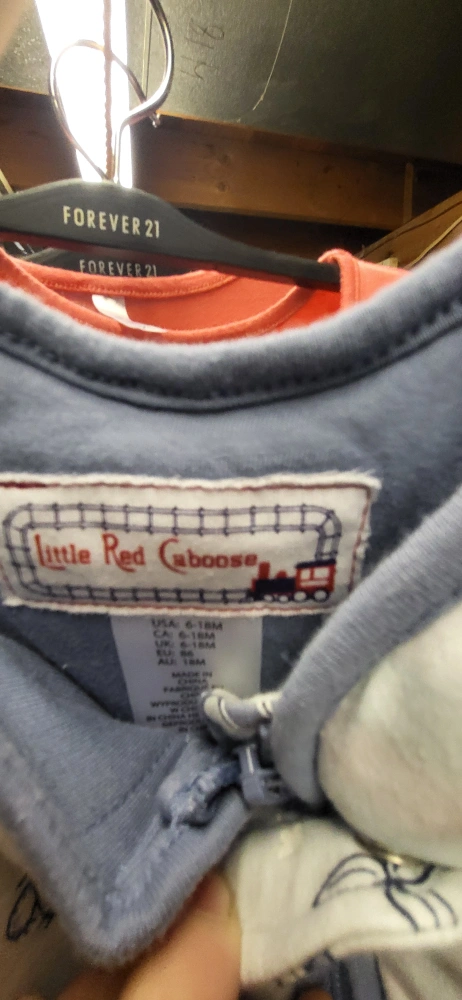 FOREVER 21
FOREVER 21
Little Red Caboose
USA: 6-18M
CA: 6-18M
UK: 6-18M
EU: 86
AU: 18M
MADE IN
CHINA